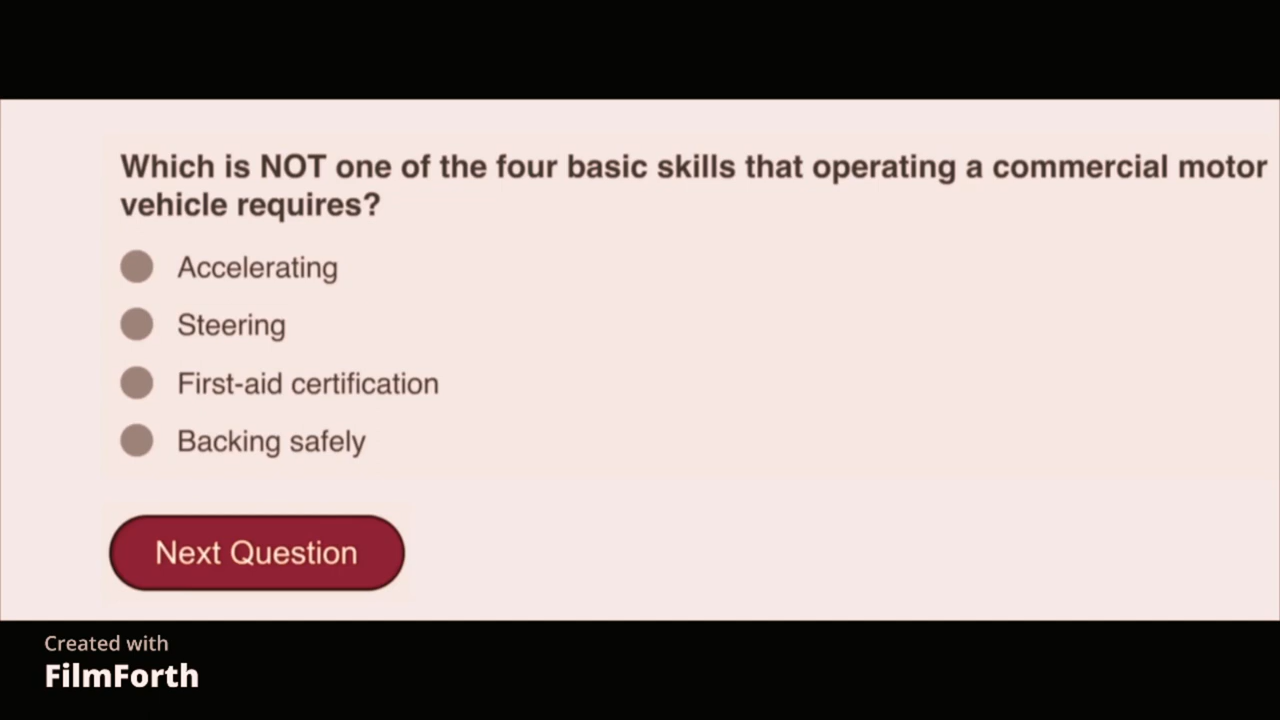 Which is NOT one of the four basic skills that operating a commercial motor
vehicle requires?
Accelerating
Steering
First-aid certification
Backing safely
Next Question
Created with
FilmForth